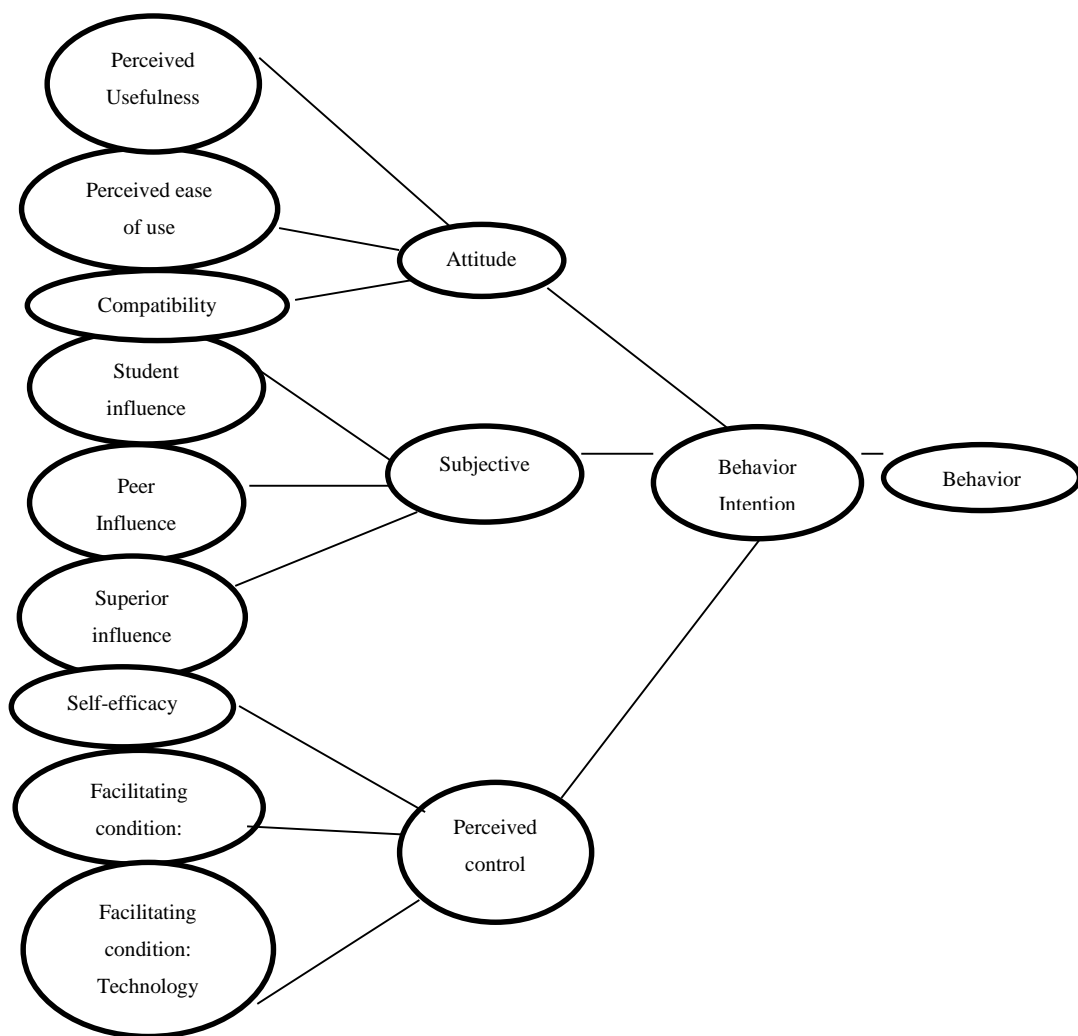 Perceived
Usefulness
Perceived ease
of use
Compatibility
Student
influence
Peer
Influence
Superior
influence
Self-efficacy
Facilitating
condition:
Facilitating
condition:
Technology
Attitude
Subjective
Perceived
control
Behavior
Intention
Behavior